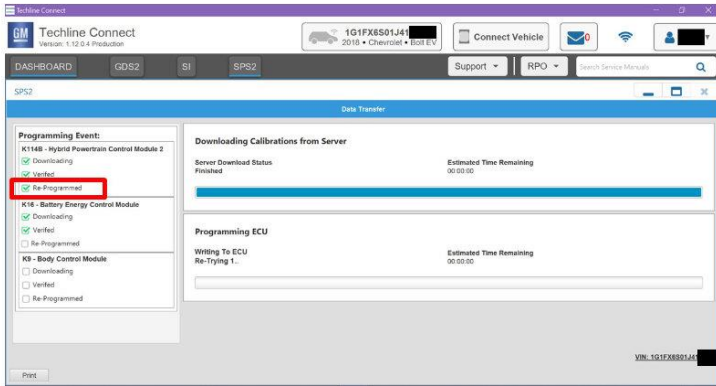 Techline Connect
GM
Techline Connect
Version: 1.12.0.4 Production
1G1FX6S01J41
2018 • Chevrolet • Bolt EV
Connect Vehicle
0
DASHBOARD
GDS2
SI
SPS2
Support
RPO
Search Service Manuals
SPS2
Data Transfer
Programming Event:
K114B - Hybrid Powertrain Control Module 2
Downloading
Verifed
Re-Programmed
K16 - Battery Energy Control Module
Downloading
Verifed
Re-Programmed
K9 - Body Control Module
Downloading
Verifed
Re-Programmed
Downloading Calibrations from Server
Server Download Status
Finished
Estimated Time Remaining
00:00:00
Programming ECU
Writing To ECU
Re-Trying 1..
Estimated Time Remaining
00:00:00
VIN: 1G1FX6S01J41
Print